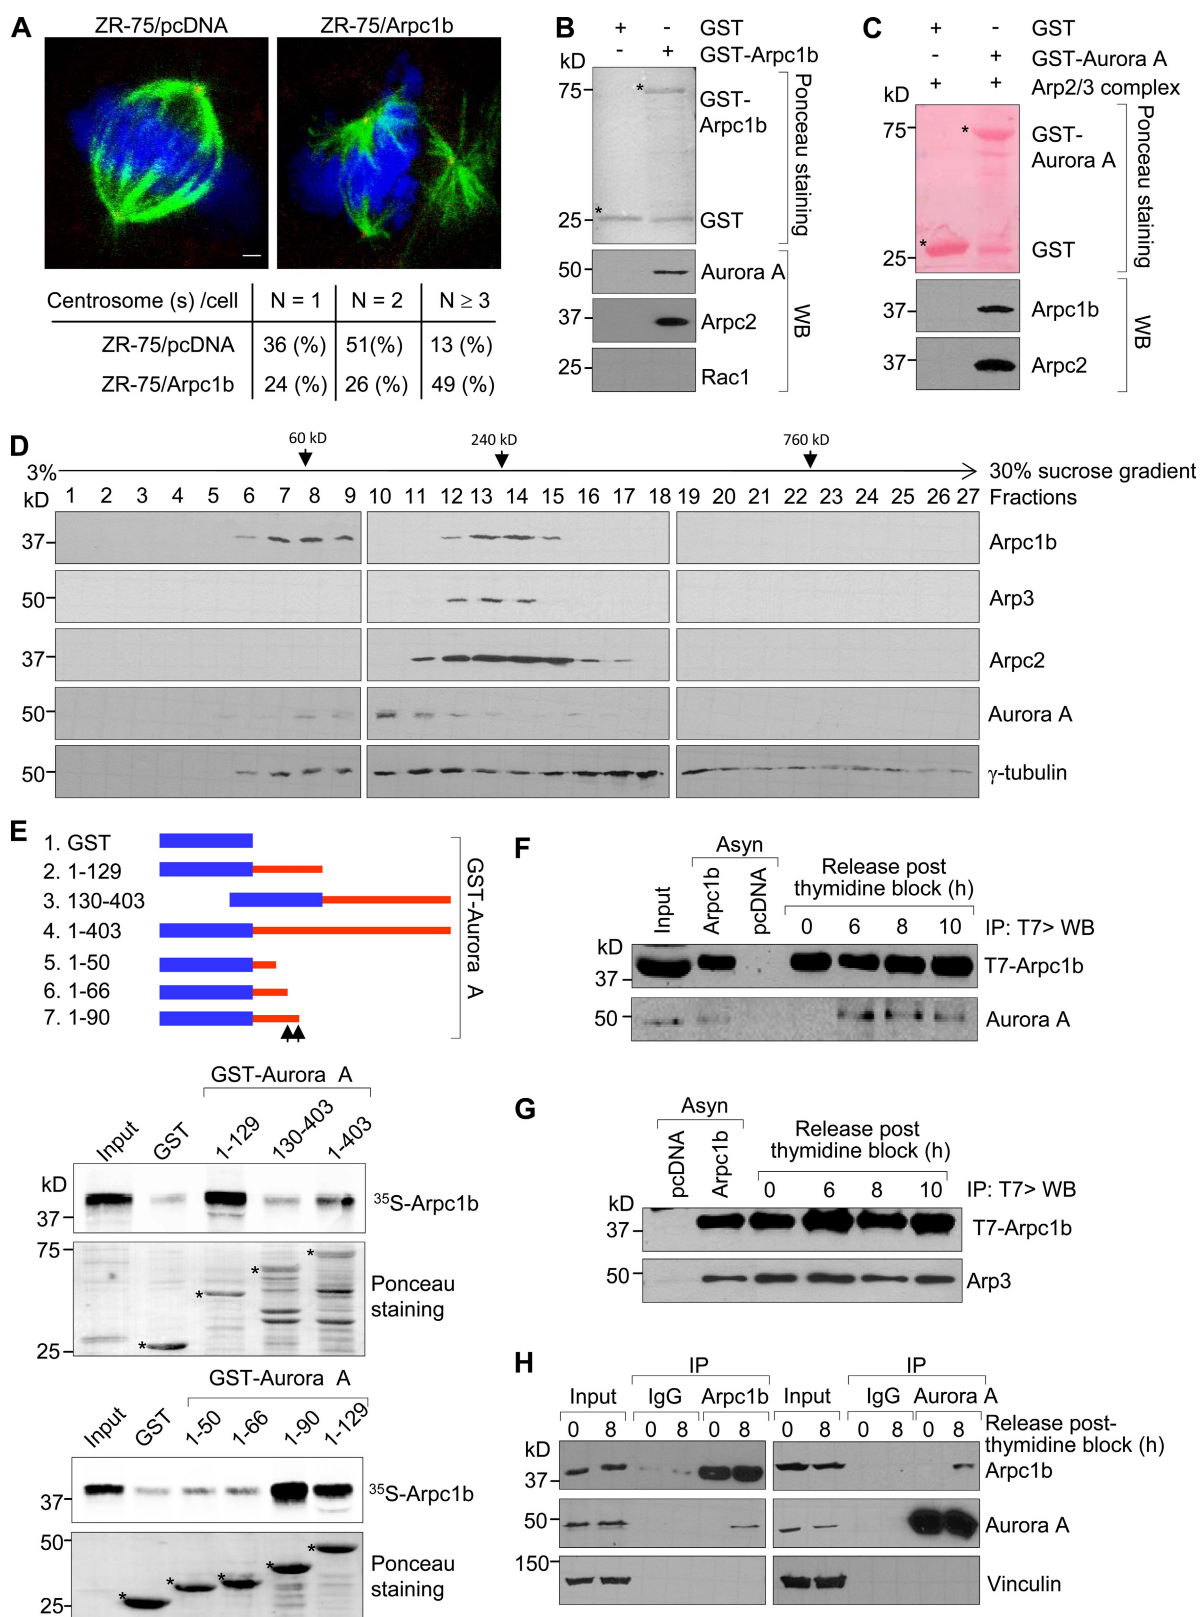 A
ZR-75/pcDNA
ZR-75/Arpc1b
Centrosome (s) /cell N = 1 N = 2 N ≥ 3
ZR-75/pcDNA 36 (%) 51(%) 13 (%)
ZR-75/Arpc1b 24 (%) 26 (%) 49 (%)
B
+ - GST
- + GST-Arpc1b
kD
75
* GST-
Arpc1b
25
* GST
Ponceau staining
50 Aurora A
37 Arpc2
25 Rac1
WB
C
+ - GST
- + GST-Aurora A
+ + Arp2/3 complex
kD
75
* GST-
Aurora A
25
* GST
Ponceau staining
37 Arpc1b
37 Arpc2
WB
D
60 kD 240 kD 760 kD
3% 30% sucrose gradient
kD 1 2 3 4 5 6 7 8 9 10 11 12 13 14 15 16 17 18 19 20 21 22 23 24 25 26 27 Fractions
37 Arpc1b
50 Arp3
37 Arpc2
50 Aurora A
50 γ-tubulin
E
1. GST
2. 1-129
3. 130-403
4. 1-403
5. 1-50
6. 1-66
7. 1-90
GST-Aurora A
GST-Aurora A
Input GST 1-129 130-403 1-403
kD
37 ³⁵S-Arpc1b
75
* * * *
Ponceau
staining
25
GST-Aurora A
Input GST 1-50 1-66 1-90 1-129
37 ³⁵S-Arpc1b
50
* * * * *
Ponceau
staining
25
F
Asyn
Release post
thymidine block (h)
Input Arpc1b pcDNA 0 6 8 10 IP: T7> WB
kD
37 T7-Arpc1b
50 Aurora A
G
Asyn
Release post
thymidine block (h)
pcDNA Arpc1b 0 6 8 10 IP: T7> WB
kD
37 T7-Arpc1b
50 Arp3
H
IP IP
Input IgG Arpc1b Input IgG Aurora A
0 8 0 8 0 8 0 8 0 8 0 8 Release post-
thymidine block (h)
kD
37 Arpc1b
50 Aurora A
150
Vinculin